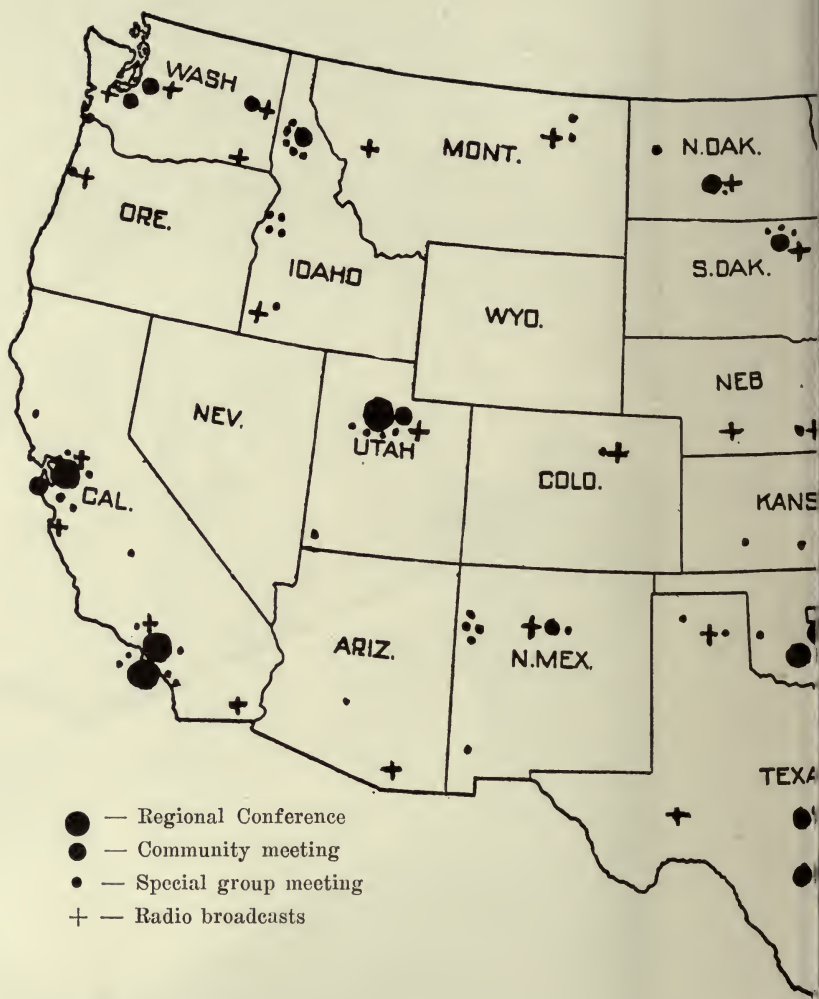 WASH
MONT.
N.DAK.
ORE.
IDAHO
S.DAK.
WYO.
NEB
NEV.
UTAH
COLO.
CAL.
KANS
ARIZ.
N.MEX.
TEXA
— Regional Conference
— Community meeting
— Special group meeting
+ — Radio broadcasts